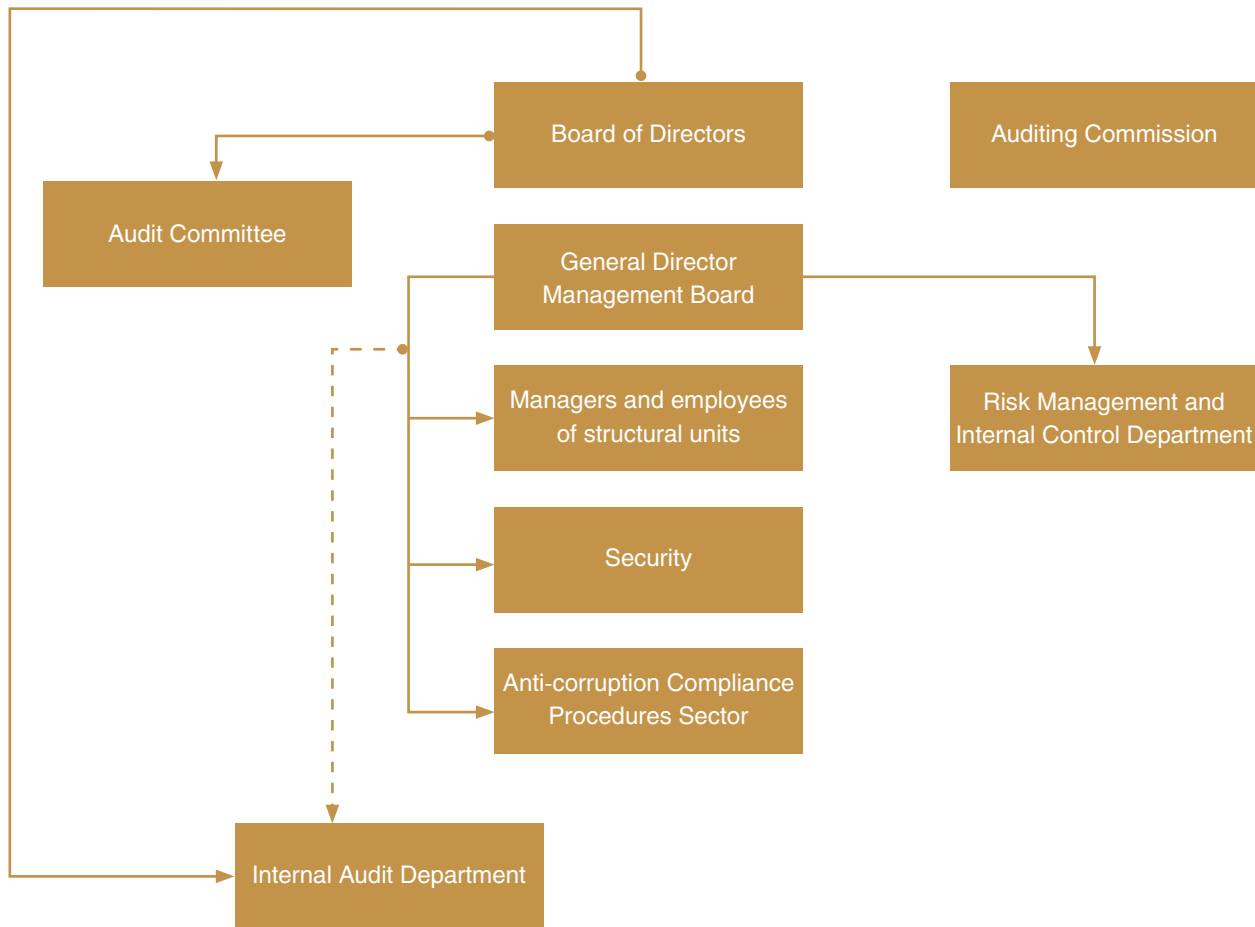 Board of Directors
Auditing Commission
Audit Committee
General Director
Management Board
Managers and employees
of structural units
Risk Management and
Internal Control Department
Security
Anti-corruption Compliance
Procedures Sector
Internal Audit Department